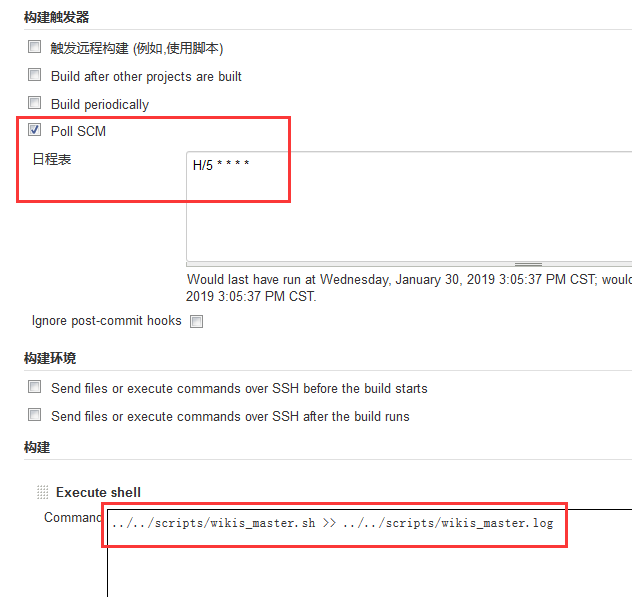 构建触发器
触发远程构建 (例如,使用脚本)
Build after other projects are built
Build periodically
Poll SCM
日程表
H/5 * * * *
Would last have run at Wednesday, January 30, 2019 3:05:37 PM CST; would
2019 3:05:37 PM CST.
Ignore post-commit hooks
构建环境
Send files or execute commands over SSH before the build starts
Send files or execute commands over SSH after the build runs
构建
Execute shell
Command
../../scripts/wikis_master.sh >> ../../scripts/wikis_master.log